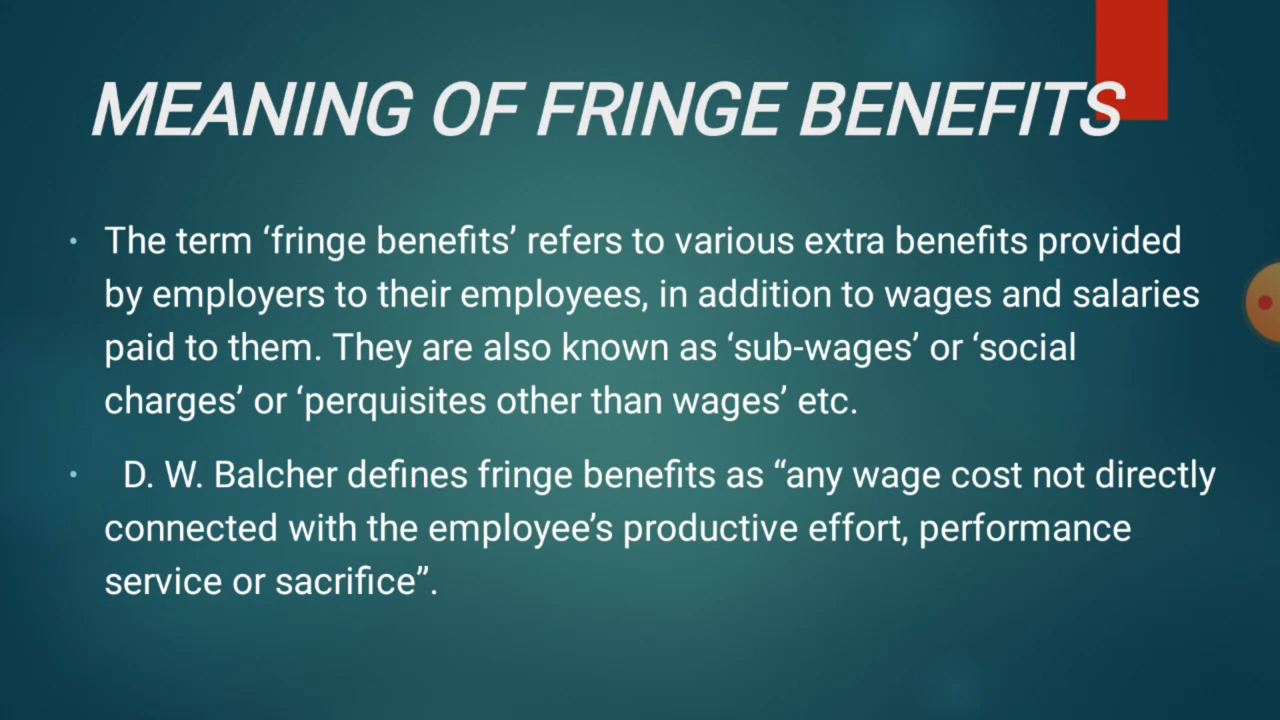 MEANING OF FRINGE BENEFITS
• The term ‘fringe benefits’ refers to various extra benefits provided
by employers to their employees, in addition to wages and salaries
paid to them. They are also known as ‘sub-wages’ or ‘social
charges’ or ‘perquisites other than wages’ etc.
• D. W. Balcher defines fringe benefits as “any wage cost not directly
connected with the employee’s productive effort, performance
service or sacrifice”.